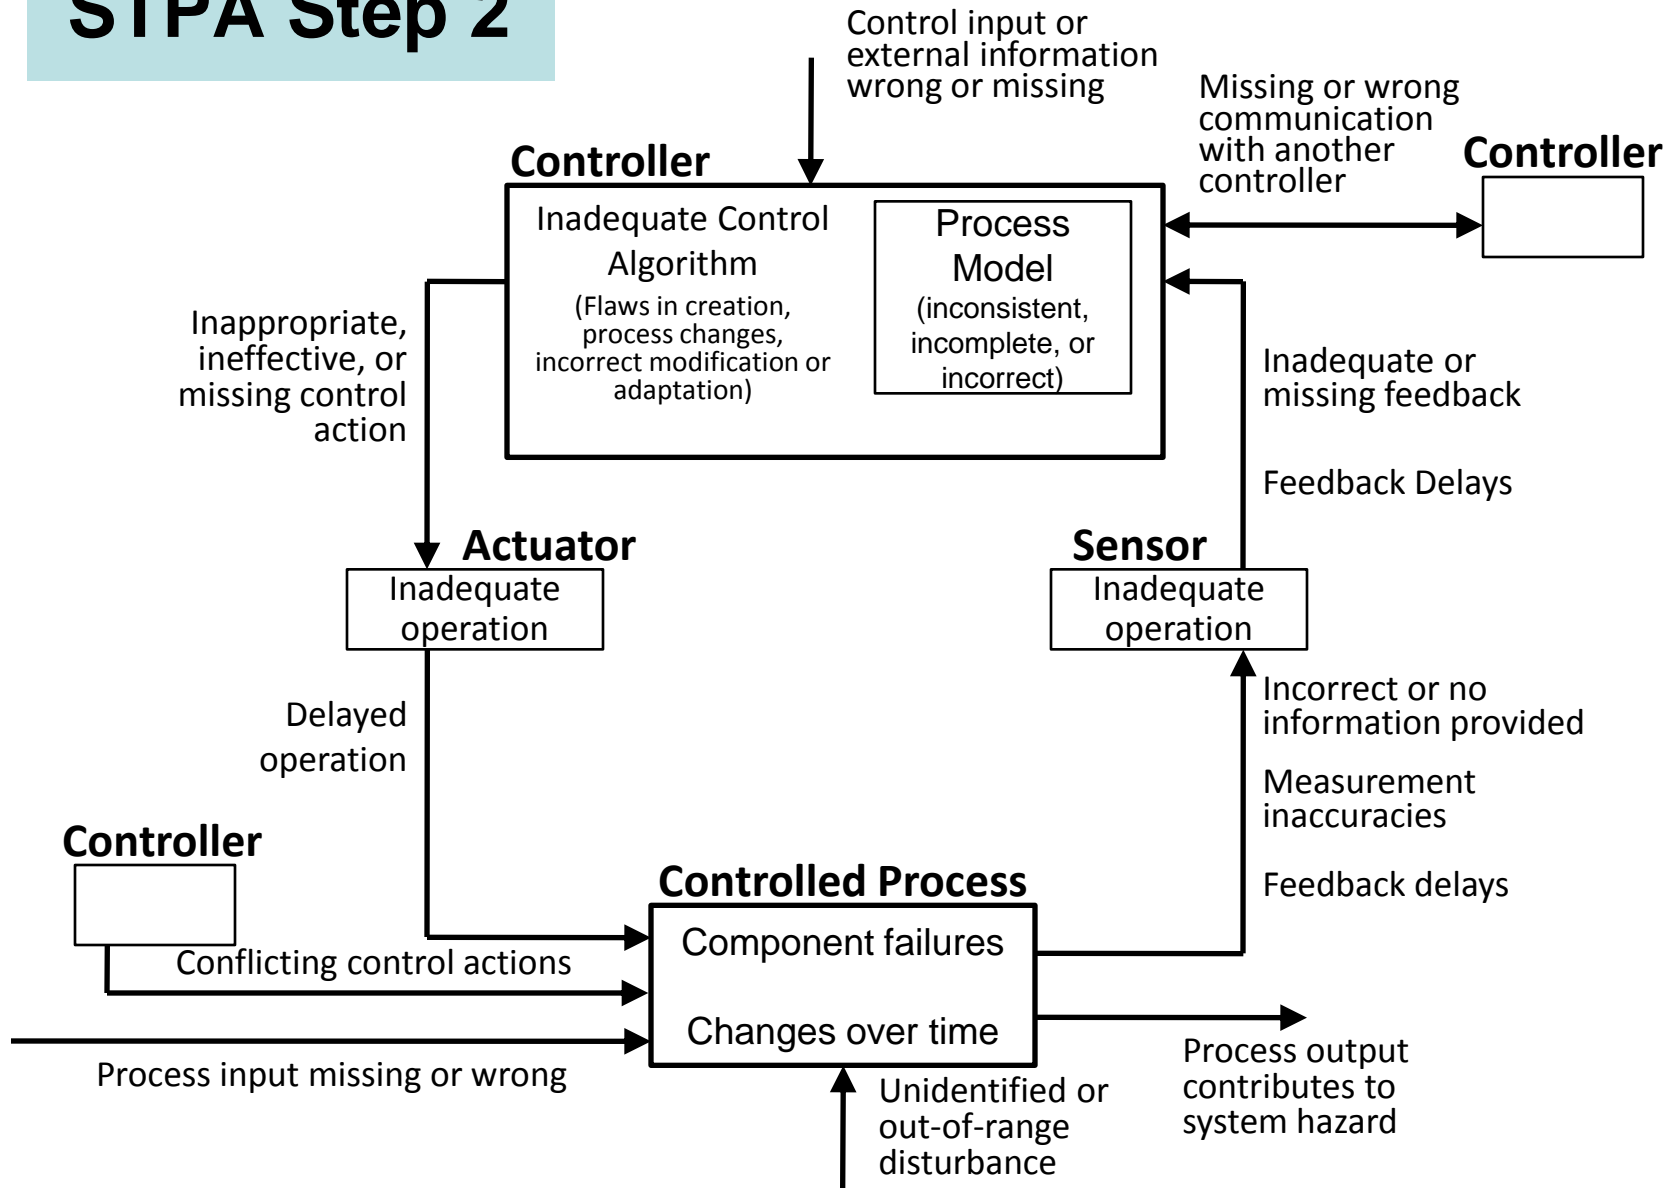 STPA Step 2
Control input or
external information
wrong or missing
Missing or wrong
communication
with another
controller
Controller
Controller
Inadequate Control
Algorithm
(Flaws in creation,
process changes,
incorrect modification or
adaptation)
Process
Model
(inconsistent,
incomplete, or
incorrect)
Inappropriate,
ineffective, or
missing control
action
Inadequate or
missing feedback
Feedback Delays
Actuator
Inadequate
operation
Sensor
Inadequate
operation
Delayed
operation
Incorrect or no
information provided
Measurement
inaccuracies
Feedback delays
Controller
Conflicting control actions
Process input missing or wrong
Controlled Process
Component failures
Changes over time
Unidentified or
out-of-range
disturbance
Process output
contributes to
system hazard